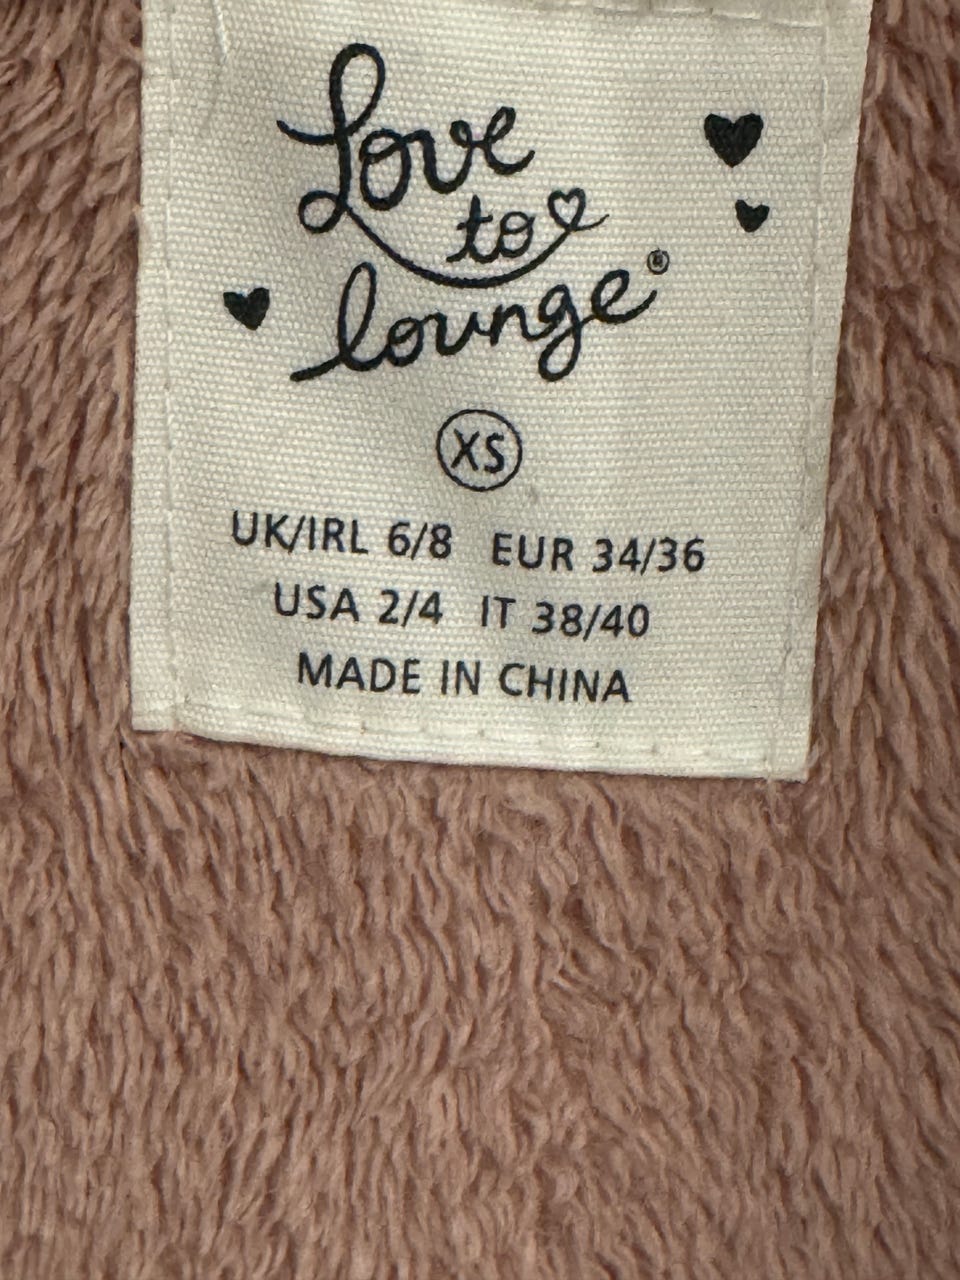 Love
to
lounge®
XS
UK/IRL 6/8 EUR 34/36
USA 2/4 IT 38/40
MADE IN CHINA